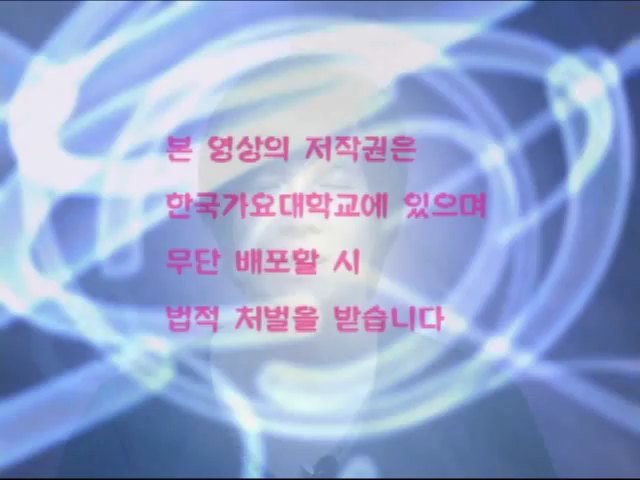 본 영상의 저작권은
한국가요대학교에 있으며
무단 배포할 시
법적 처벌을 받습니다